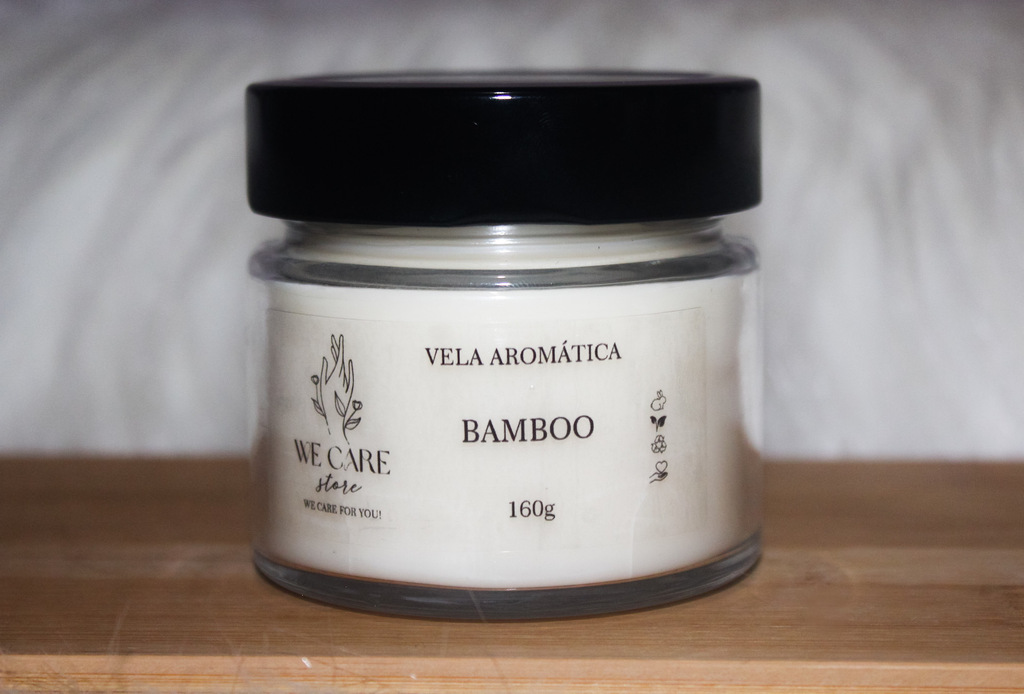 WE CARE
store
WE CARE FOR YOU!
VELA AROMÁTICA
BAMBOO
160g